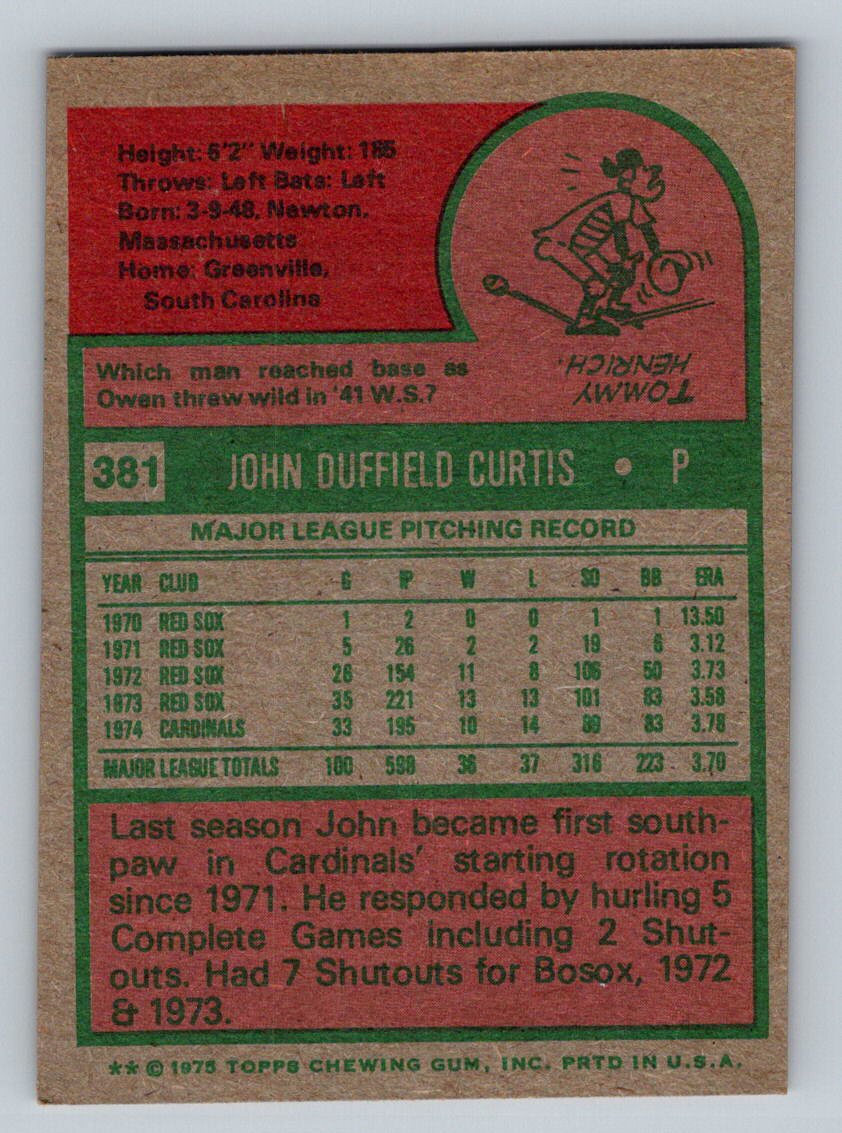 Height: 6'2" Weight: 185
Throws: Left Bats: Left
Born: 3-9-48, Newton,
Massachusetts
Home: Greenville,
South Carolina
Which man reached base as
Owen threw wild in '41 W.S.?
TOMMY
HENRICH.
381 JOHN DUFFIELD CURTIS • P
MAJOR LEAGUE PITCHING RECORD
YEAR CLUB G IP W L SO BB ERA
1970 RED SOX 1 2 0 0 1 1 13.50
1971 RED SOX 5 26 2 2 19 6 3.12
1972 RED SOX 26 154 11 8 106 50 3.73
1973 RED SOX 35 221 13 13 101 83 3.58
1974 CARDINALS 33 195 10 14 89 83 3.78
MAJOR LEAGUE TOTALS 100 598 36 37 316 223 3.70
Last season John became first south-
paw in Cardinals' starting rotation
since 1971. He responded by hurling 5
Complete Games including 2 Shut-
outs. Had 7 Shutouts for Bosox, 1972
& 1973.
** © 1975 TOPPS CHEWING GUM, INC. PRTD IN U.S.A.